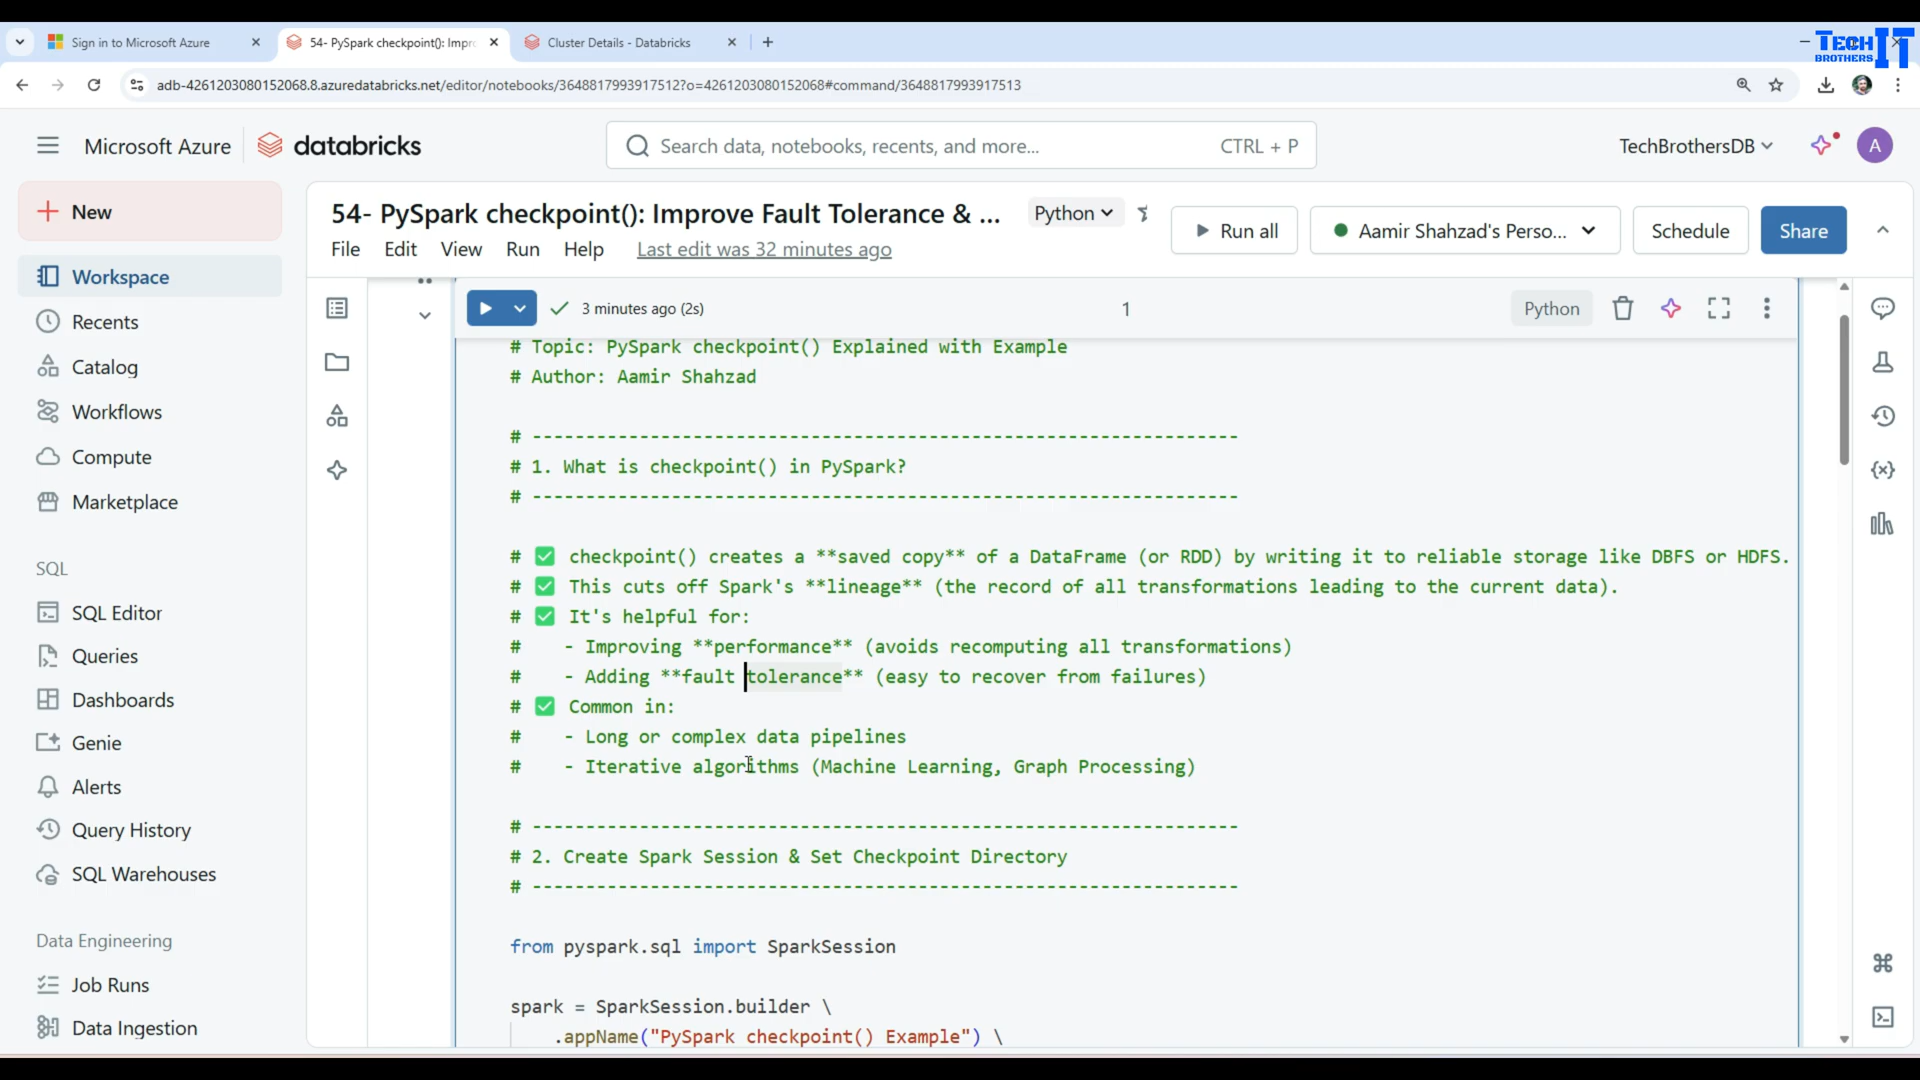 Sign in to Microsoft Azure
54- PySpark checkpoint(): Impro
Cluster Details - Databricks
TECH IT
BROTHERS
adb-4261203080152068.8.azuredatabricks.net/editor/notebooks/3648817993917512?o=4261203080152068#command/3648817993917513
Microsoft Azure
databricks
Search data, notebooks, recents, and more...
CTRL + P
TechBrothersDB
A
New
Workspace
Recents
Catalog
Workflows
Compute
Marketplace
SQL
SQL Editor
Queries
Dashboards
Genie
Alerts
Query History
SQL Warehouses
Data Engineering
Job Runs
Data Ingestion
54- PySpark checkpoint(): Improve Fault Tolerance & ...
Python
Run all
Aamir Shahzad's Perso...
Schedule
Share
File Edit View Run Help Last edit was 32 minutes ago
3 minutes ago (2s)
1
Python
# Topic: PySpark checkpoint() Explained with Example
# Author: Aamir Shahzad
# ------------------------------------------------------------------
# 1. What is checkpoint() in PySpark?
# ------------------------------------------------------------------
# ✅ checkpoint() creates a **saved copy** of a DataFrame (or RDD) by writing it to reliable storage like DBFS or HDFS.
# ✅ This cuts off Spark's **lineage** (the record of all transformations leading to the current data).
# ✅ It's helpful for:
#    - Improving **performance** (avoids recomputing all transformations)
#    - Adding **fault tolerance** (easy to recover from failures)
# ✅ Common in:
#    - Long or complex data pipelines
#    - Iterative algorithms (Machine Learning, Graph Processing)
# ------------------------------------------------------------------
# 2. Create Spark Session & Set Checkpoint Directory
# ------------------------------------------------------------------
from pyspark.sql import SparkSession
spark = SparkSession.builder \
    .appName("PySpark checkpoint() Example") \